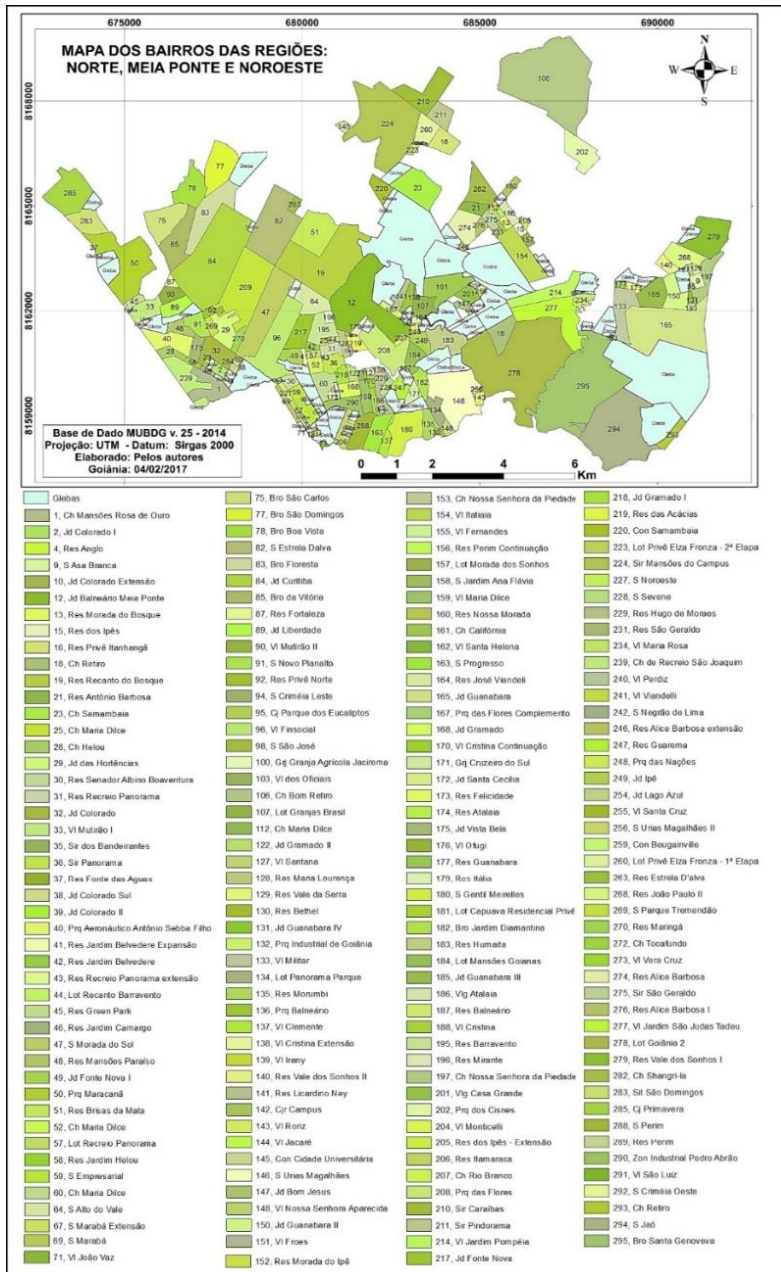 675000 680000 685000 690000
MAPA DOS BAIRROS DAS REGIÕES:
NORTE, MEIA PONTE E NOROESTE
N
W E
S
8168000
8165000
8162000
8159000
Base de Dado MUBDG v. 25 - 2014
Projeção: UTM - Datum: Sirgas 2000
Elaborado: Pelos autores
Goiânia: 04/02/2017
0 1 2 4 6
Km
Glebas
1, Ch Mansões Rosa de Ouro
2, Jd Colorado I
4, Res Anglo
9, S Asa Branca
10, Jd Colorado Extensão
12, Jd Balneário Meia Ponte
13, Res Morada do Bosque
15, Res dos Ipês
16, Res Privê Itanhangá
18, Ch Retiro
19, Res Recanto do Bosque
21, Res Antônio Barbosa
23, Ch Samambaia
25, Ch Maria Dilce
28, Ch Helou
29, Jd das Hortências
30, Res Senador Albino Boaventura
31, Res Recreio Panorama
32, Jd Colorado
33, Vl Mutirão I
35, Sir dos Bandeirantes
36, Sir Panorama
37, Res Fonte das Aguas
38, Jd Colorado Sul
39, Jd Colorado II
40, Prq Aeronáutico Antônio Sebba Filho
41, Res Jardim Belvedere Expansão
42, Res Jardim Belvedere
43, Res Recreio Panorama extensão
44, Lot Recanto Barravento
45, Res Green Park
46, Res Jardim Camargo
47, S Morada do Sol
48, Res Mansões Paraíso
49, Jd Fonte Nova I
50, Prq Maracanã
51, Res Brisas da Mata
52, Ch Maria Dilce
57, Lot Recreio Panorama
58, Res Jardim Helou
59, S Empresarial
60, Ch Maria Dilce
64, S Alto do Vale
67, S Marabá Extensão
69, S Marabá
71, Vl João Vaz
75, Bro São Carlos
77, Bro São Domingos
78, Bro Boa Vista
82, S Estrela Dalva
83, Bro Floresta
84, Jd Curitiba
85, Bro da Vitória
87, Res Fortaleza
89, Jd Liberdade
90, Vl Mutirão II
91, S Novo Planalto
92, Res Privê Norte
94, S Criméia Leste
95, Cj Parque dos Eucaliptos
96, Vl Finsocial
98, S São José
100, Grj Granja Agrícola Jacirema
103, Vl dos Oficiais
106, Ch Bom Retiro
107, Lot Granjas Brasil
112, Ch Maria Dilce
122, Jd Gramado II
127, Vl Santana
128, Res Maria Lourença
129, Res Vale da Serra
130, Res Bethel
131, Jd Guanabara IV
132, Prq Industrial de Goiânia
133, Vl Militar
134, Lot Panorama Parque
135, Res Morumbi
136, Prq Balneário
137, Vl Clemente
138, Vl Cristina Extensão
139, Vl Irany
140, Res Vale dos Sonhos II
141, Res Licardino Ney
142, Cjr Campus
143, Vl Roriz
144, Vl Jacaré
145, Con Cidade Universitária
146, S Urias Magalhães
147, Jd Bom Jesus
148, Vl Nossa Senhora Aparecida
150, Jd Guanabara II
151, Vl Froes
152, Res Morada do Ipê
153, Ch Nossa Senhora da Piedade
154, Vl Itatiaia
155, Vl Fernandes
156, Res Perim Continuação
157, Lot Morada dos Sonhos
158, S Jardim Ana Flávia
159, Vl Maria Dilce
160, Res Nossa Morada
161, Ch Califórnia
162, Vl Santa Helena
163, S Progresso
164, Res José Viandeli
165, Jd Guanabara
167, Prq das Flores Complemento
168, Jd Gramado
170, Vl Cristina Continuação
171, Grj Cruzeiro do Sul
172, Jd Santa Cecília
173, Res Felicidade
174, Res Atalaia
175, Jd Vista Bela
176, Vl Ofugi
177, Res Guanabara
179, Res Itália
180, S Gentil Meirelles
181, Lot Capuava Residencial Privê
182, Bro Jardim Diamantina
183, Res Humaita
184, Lot Mansões Goianas
185, Jd Guanabara III
186, Vlg Atalaia
187, Res Balneário
188, Vl Cristina
195, Res Barravento
196, Res Mirante
197, Ch Nossa Senhora da Piedade
201, Vlg Casa Grande
202, Prq dos Cisnes
204, Vl Monticelli
205, Res dos Ipês - Extensão
206, Res Itamaraca
207, Ch Rio Branco
208, Prq das Flores
210, Sir Caraíbas
211, Sir Pindorama
214, Vl Jardim Pompéia
217, Jd Fonte Nova
218, Jd Gramado I
219, Res das Acácias
220, Con Samambaia
223, Lot Privê Elza Fronza - 2ª Etapa
224, Sir Mansões do Campus
227, S Noroeste
228, S Sevene
229, Res Hugo de Moraes
231, Res São Geraldo
234, Vl Maria Rosa
239, Ch de Recreio São Joaquim
240, Vl Perdiz
241, Vl Viandelli
242, S Negrão de Lima
246, Res Alice Barbosa extensão
247, Res Guarema
248, Prq das Nações
249, Jd Ipê
254, Jd Lago Azul
255, Vl Santa Cruz
256, S Urias Magalhães II
259, Con Bougainville
260, Lot Privê Elza Fronza - 1ª Etapa
263, Res Estrela D'alva
268, Res João Paulo II
269, S Parque Tremendão
270, Res Maringá
272, Ch Tocafundo
273, Vl Vera Cruz
274, Res Alice Barbosa
275, Sir São Geraldo
276, Res Alice Barbosa I
277, Vl Jardim São Judas Tadeu
278, Lot Goiânia 2
279, Res Vale dos Sonhos I
282, Ch Shangri-la
283, Sit São Domingos
285, Cj Primavera
288, S Perim
289, Res Perim
290, Zon Industrial Pedro Abrão
291, Vl São Luiz
292, S Criméia Oeste
293, Ch Retiro
294, S Jaó
295, Bro Santa Genoveva